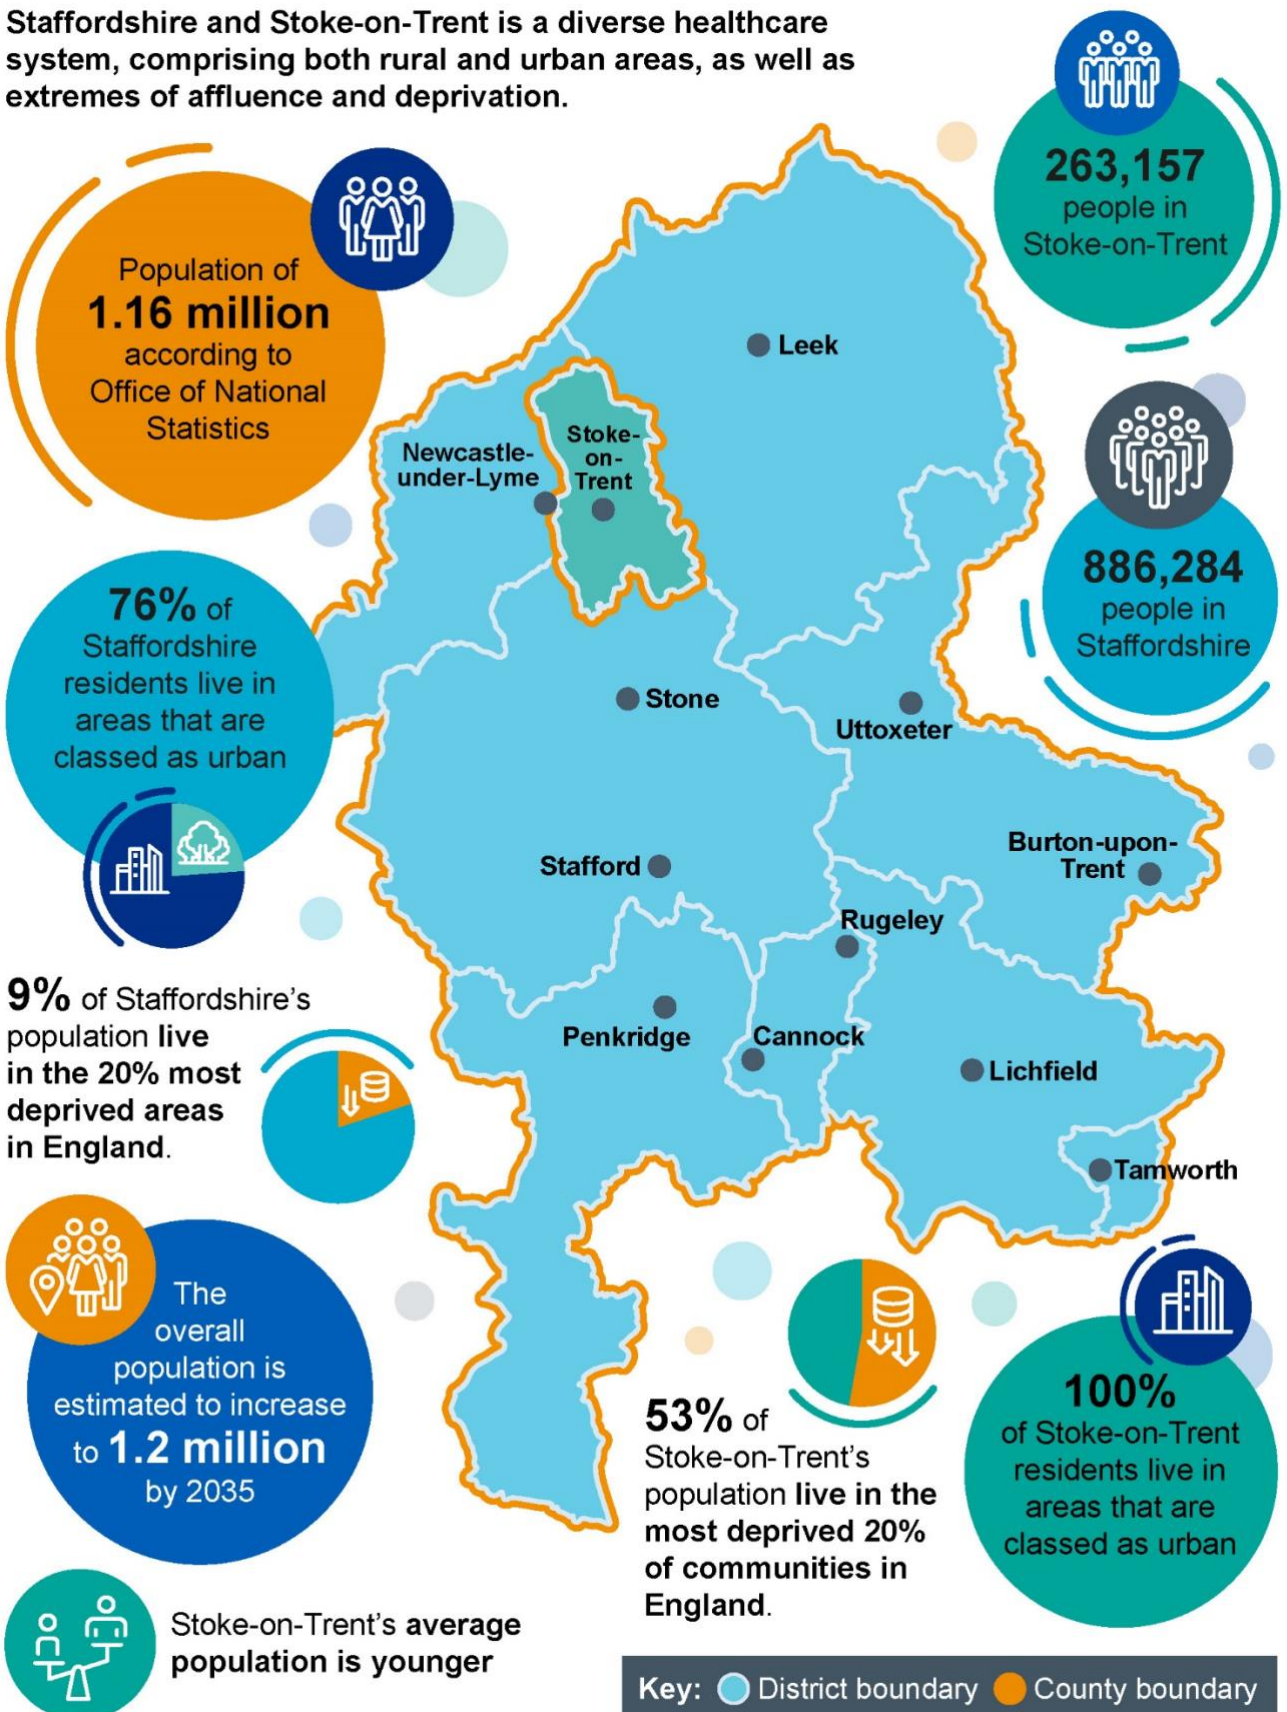 Staffordshire and Stoke-on-Trent is a diverse healthcare
system, comprising both rural and urban areas, as well as
extremes of affluence and deprivation.
263,157
people in
Stoke-on-Trent
Population of
1.16 million
according to
Office of National
Statistics
Leek
Newcastle-
under-Lyme
Stoke-
on-
Trent
886,284
people in
Staffordshire
76% of
Staffordshire
residents live in
areas that are
classed as urban
Stone
Uttoxeter
Burton-upon-
Trent
Stafford
Rugeley
9% of Staffordshire's
population live
in the 20% most
deprived areas
in England.
Penkridge
Cannock
Lichfield
Tamworth
The
overall
population is
estimated to increase
to 1.2 million
by 2035
53% of
Stoke-on-Trent's
population live in the
most deprived 20%
of communities in
England.
100%
of Stoke-on-Trent
residents live in
areas that are
classed as urban
Stoke-on-Trent's average
population is younger
Key: District boundary County boundary